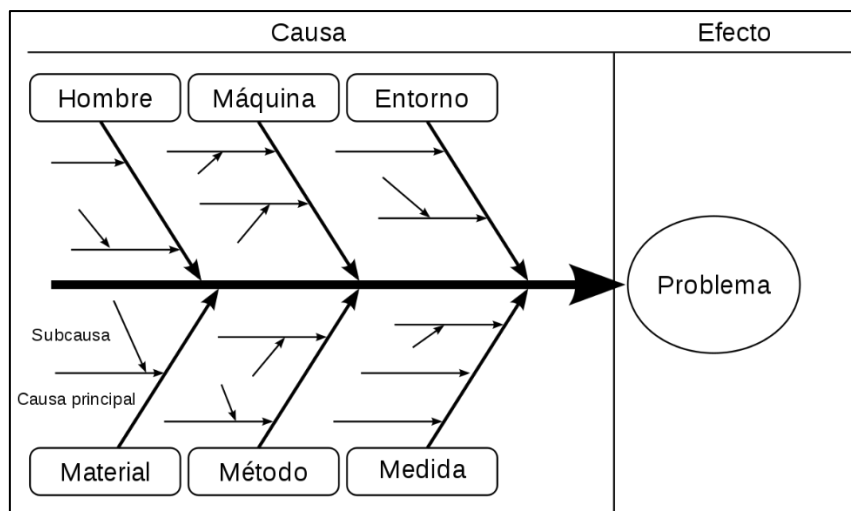 Causa
Efecto
Hombre
Máquina
Entorno
Problema
Subcausa
Causa principal
Material
Método
Medida